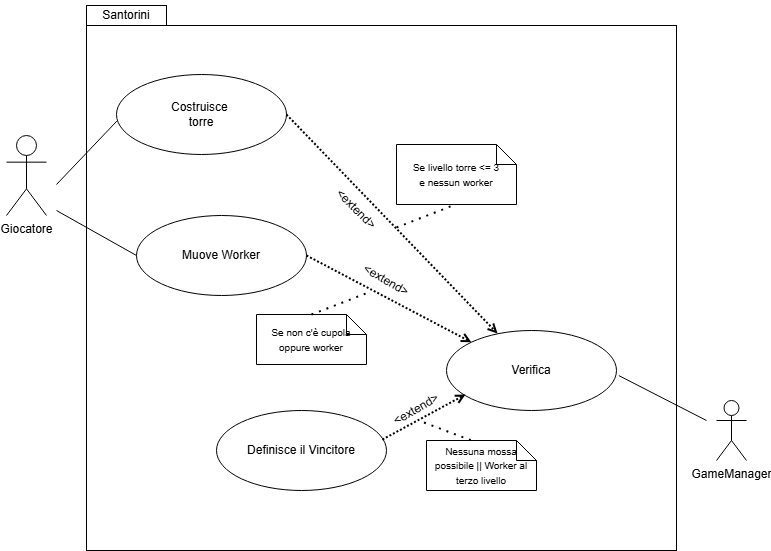 Santorini
Costruisce
torre
Se livello torre <= 3
e nessun worker
<extend>
Giocatore
Muove Worker
<extend>
Se non c'è cupola
oppure worker
Verifica
<extend>
Definisce il Vincitore
Nessuna mossa
possibile || Worker al
terzo livello
GameManager